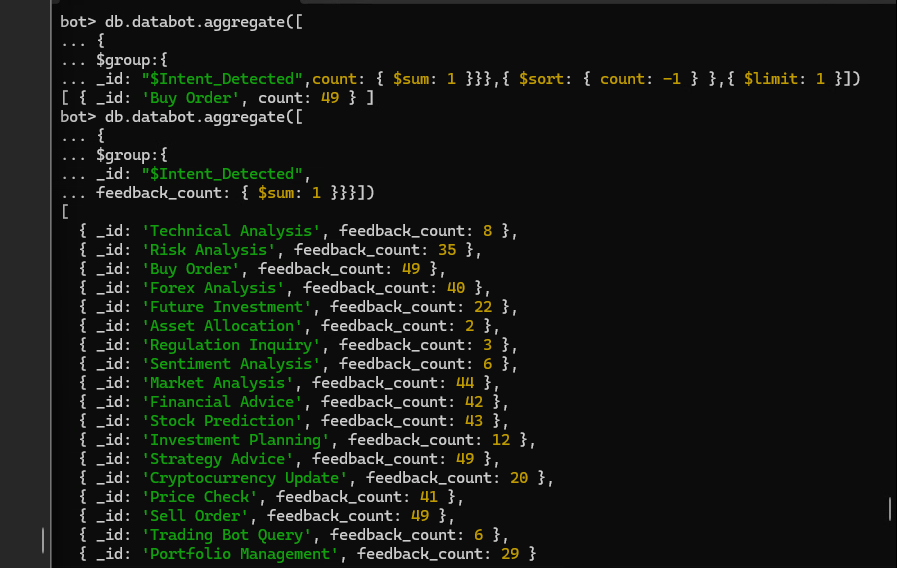 bot> db.databot.aggregate([
... {
... $group:{
... _id: "$Intent_Detected",count: { $sum: 1 }}},{ $sort: { count: -1 } },{ $limit: 1 }])
[ { _id: 'Buy Order', count: 49 } ]
bot> db.databot.aggregate([
... {
... $group:{
... _id: "$Intent_Detected",
... feedback_count: { $sum: 1 }}}])
[
  { _id: 'Technical Analysis', feedback_count: 8 },
  { _id: 'Risk Analysis', feedback_count: 35 },
  { _id: 'Buy Order', feedback_count: 49 },
  { _id: 'Forex Analysis', feedback_count: 40 },
  { _id: 'Future Investment', feedback_count: 22 },
  { _id: 'Asset Allocation', feedback_count: 2 },
  { _id: 'Regulation Inquiry', feedback_count: 3 },
  { _id: 'Sentiment Analysis', feedback_count: 6 },
  { _id: 'Market Analysis', feedback_count: 44 },
  { _id: 'Financial Advice', feedback_count: 42 },
  { _id: 'Stock Prediction', feedback_count: 43 },
  { _id: 'Investment Planning', feedback_count: 12 },
  { _id: 'Strategy Advice', feedback_count: 49 },
  { _id: 'Cryptocurrency Update', feedback_count: 20 },
  { _id: 'Price Check', feedback_count: 41 },
  { _id: 'Sell Order', feedback_count: 49 },
  { _id: 'Trading Bot Query', feedback_count: 6 },
  { _id: 'Portfolio Management', feedback_count: 29 }